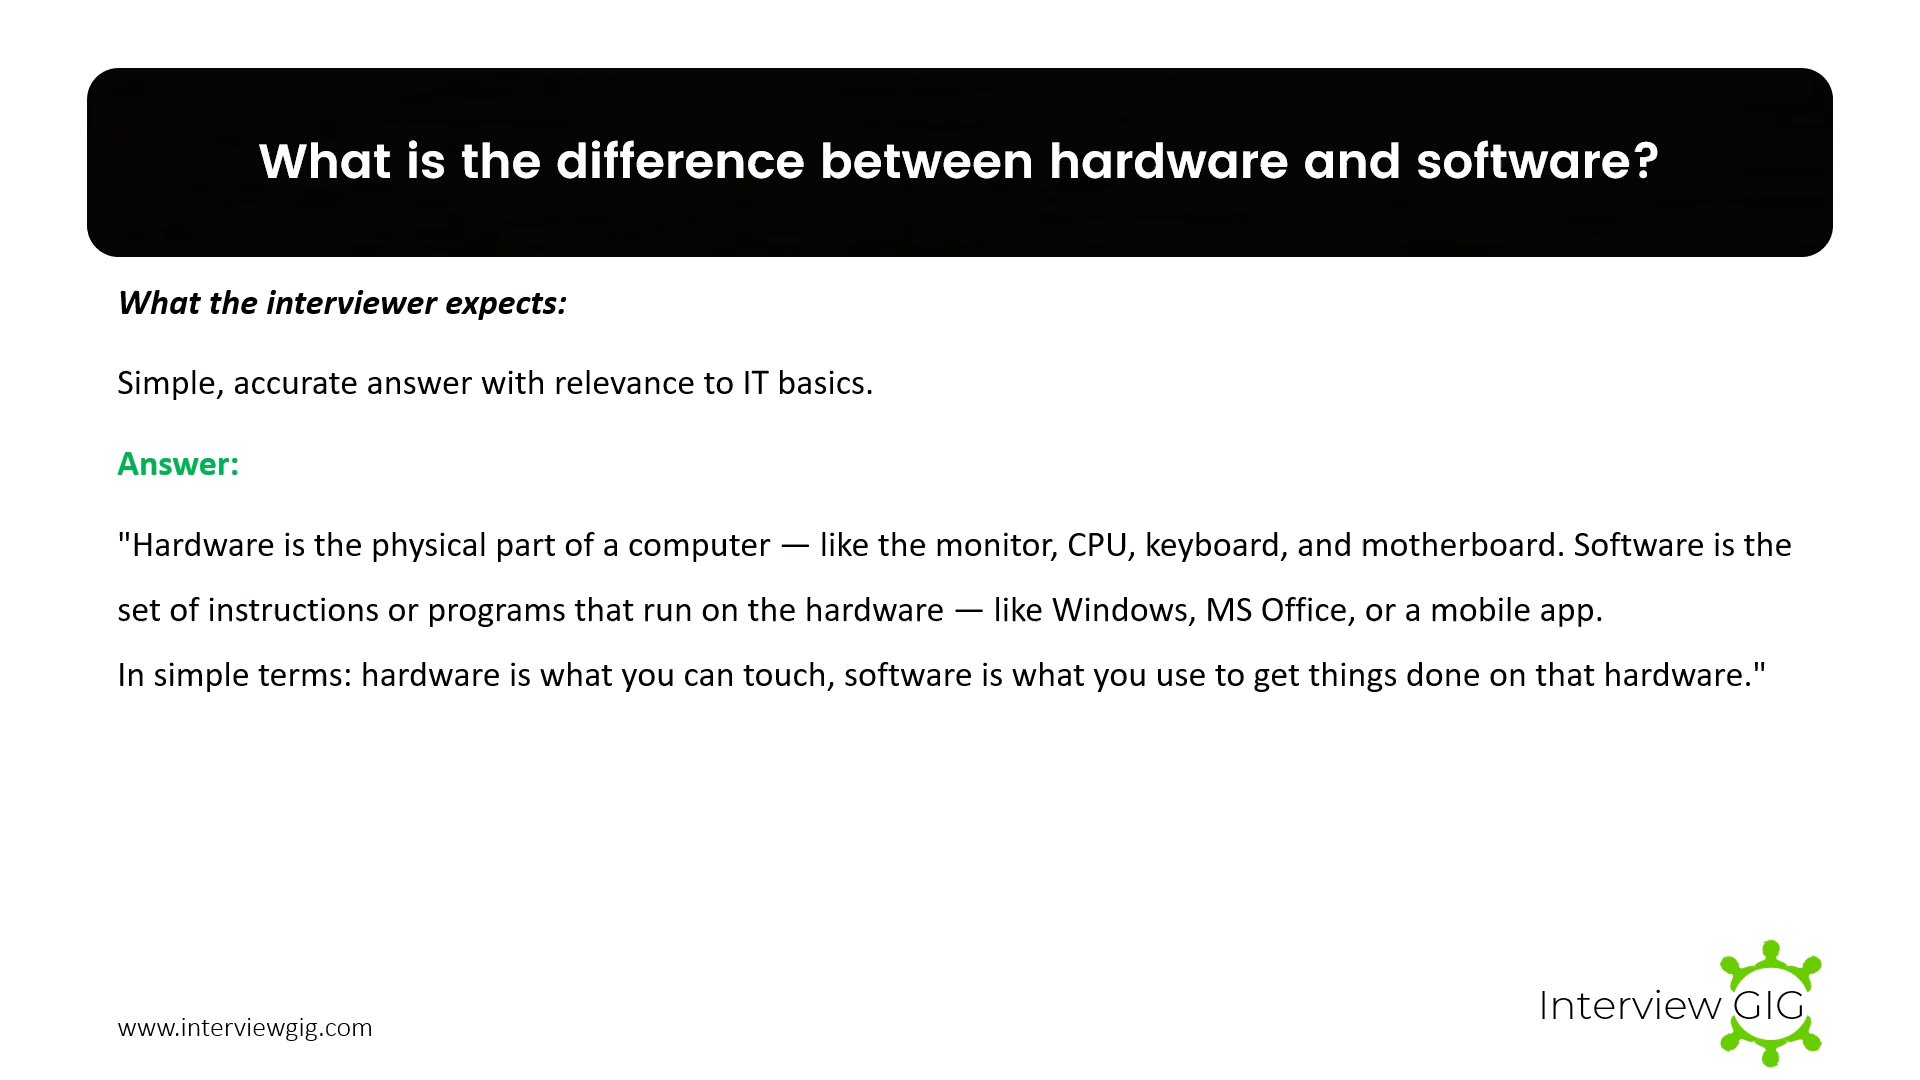 What is the difference between hardware and software?
What the interviewer expects:
Simple, accurate answer with relevance to IT basics.
Answer:
"Hardware is the physical part of a computer — like the monitor, CPU, keyboard, and motherboard. Software is the
set of instructions or programs that run on the hardware — like Windows, MS Office, or a mobile app.
In simple terms: hardware is what you can touch, software is what you use to get things done on that hardware."
Interview GIG
www.interviewgig.com